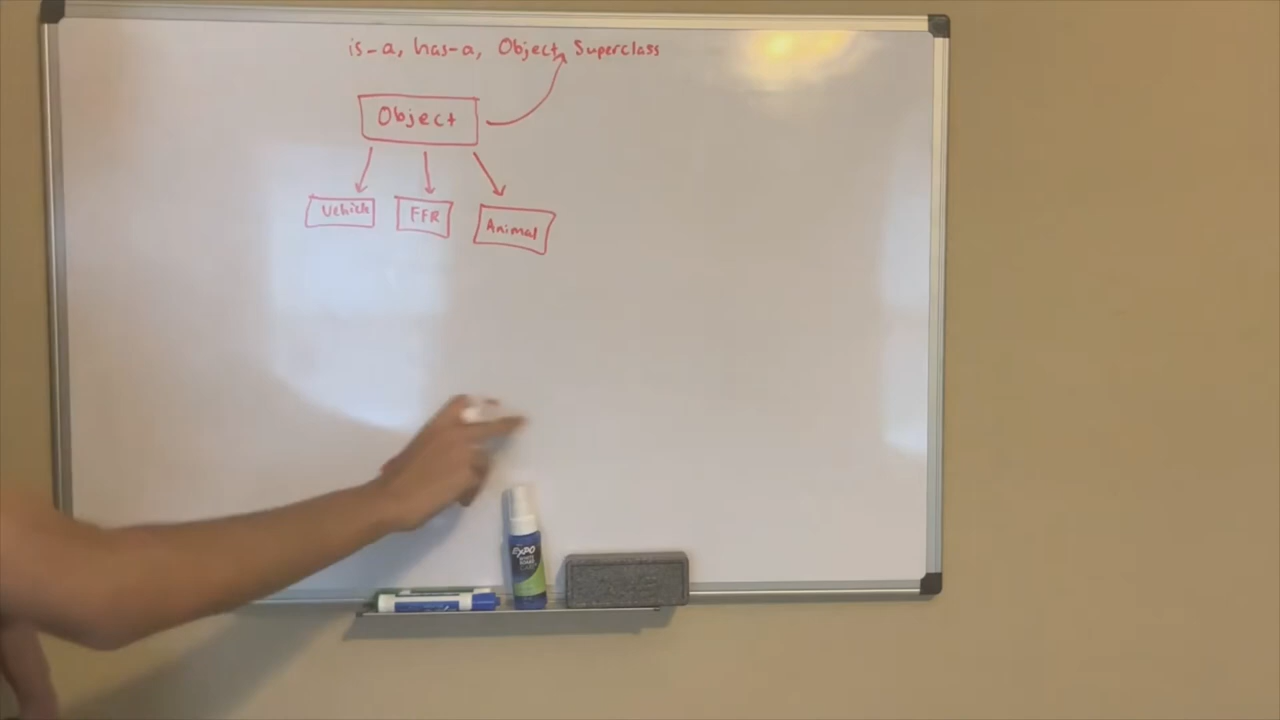 is-a, has-a, Object, Superclass
Object
Vehicle
FFR
Animal
EXPO